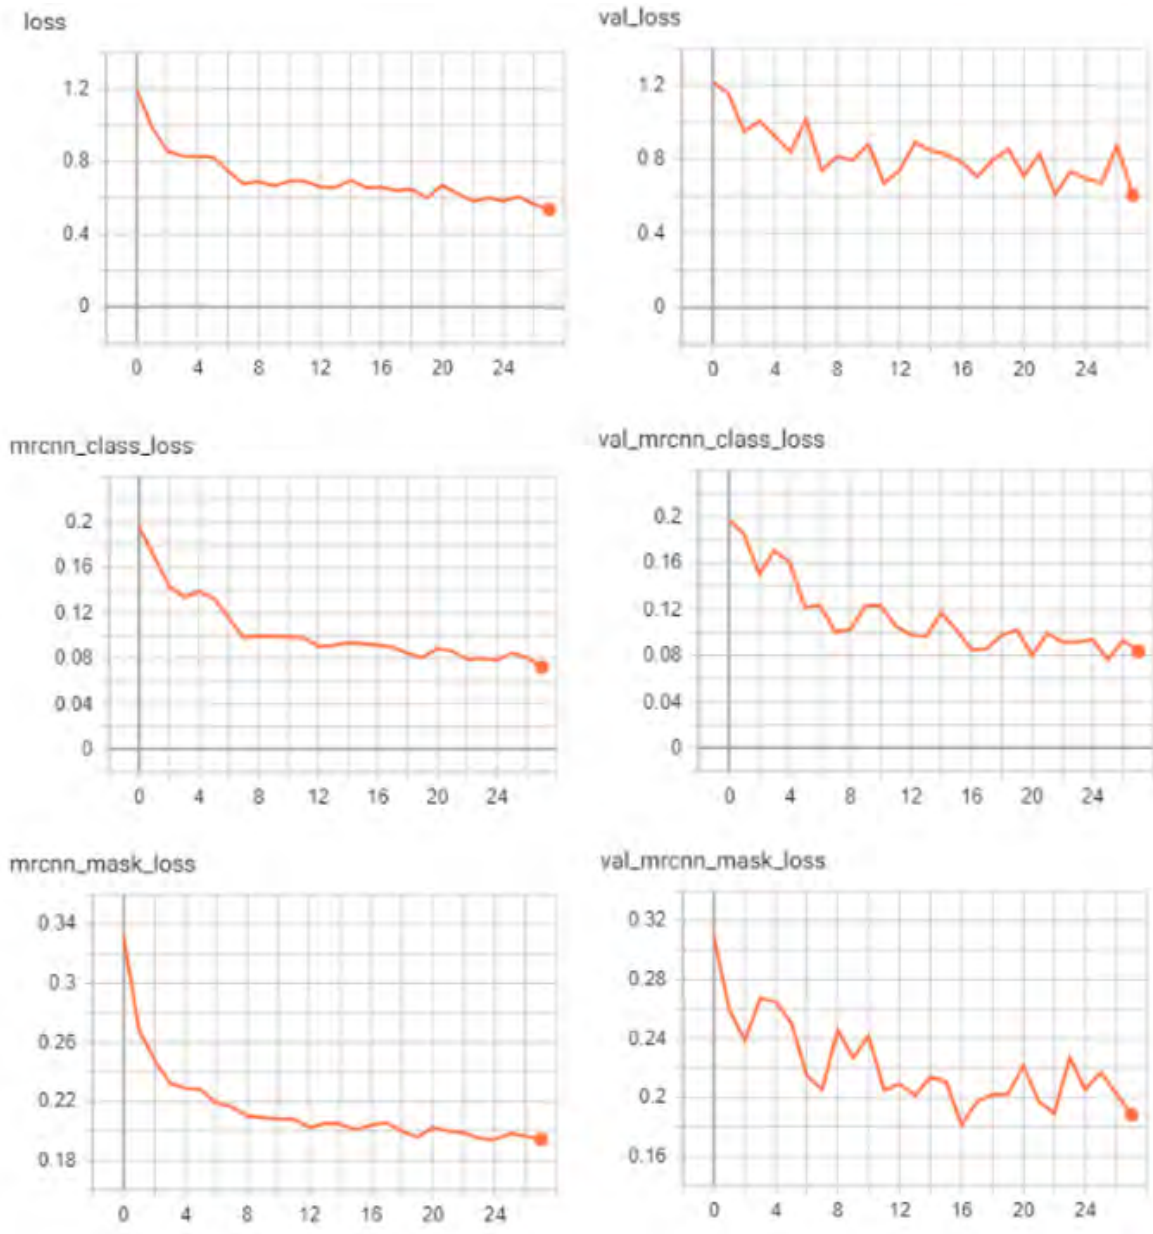 loss
1.2
0.8
0.4
0
0 4 8 12 16 20 24
val_loss
1.2
0.8
0.4
0
0 4 8 12 16 20 24
mrcnn_class_loss
0.2
0.16
0.12
0.08
0.04
0
0 4 8 12 16 20 24
val_mrcnn_class_loss
0.2
0.16
0.12
0.08
0.04
0
0 4 8 12 16 20 24
mrcnn_mask_loss
0.34
0.3
0.26
0.22
0.18
0 4 8 12 16 20 24
val_mrcnn_mask_loss
0.32
0.28
0.24
0.2
0.16
0 4 8 12 16 20 24